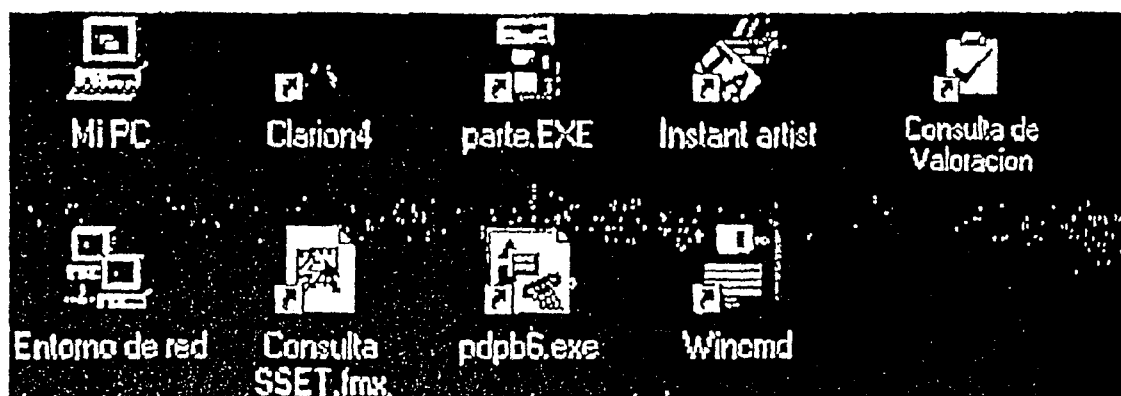 Mi PC
Clarion4
parte.EXE
Instant artist
Consulta de
Valoracion
Entorno de red
Consulta
SSET.fmx
pdpb6.exe
Wincmd